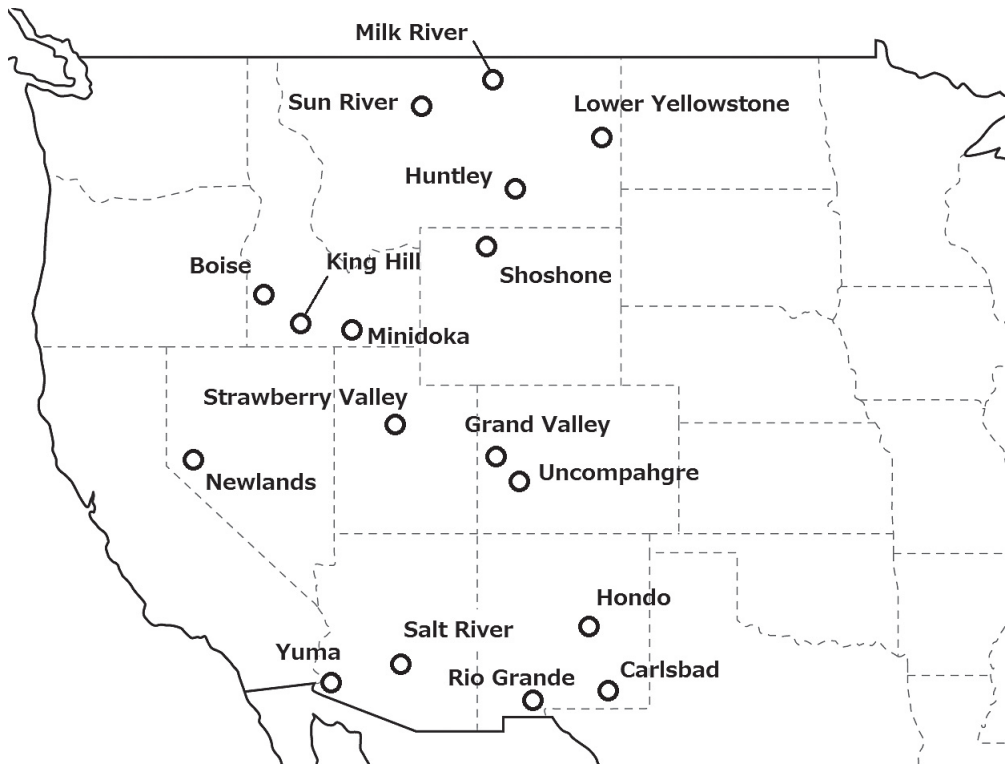 Milk River
Sun River
Lower Yellowstone
Huntley
King Hill
Boise
Shoshone
Minidoka
Strawberry Valley
Grand Valley
Uncompahgre
Newlands
Hondo
Salt River
Yuma
Rio Grande
Carlsbad